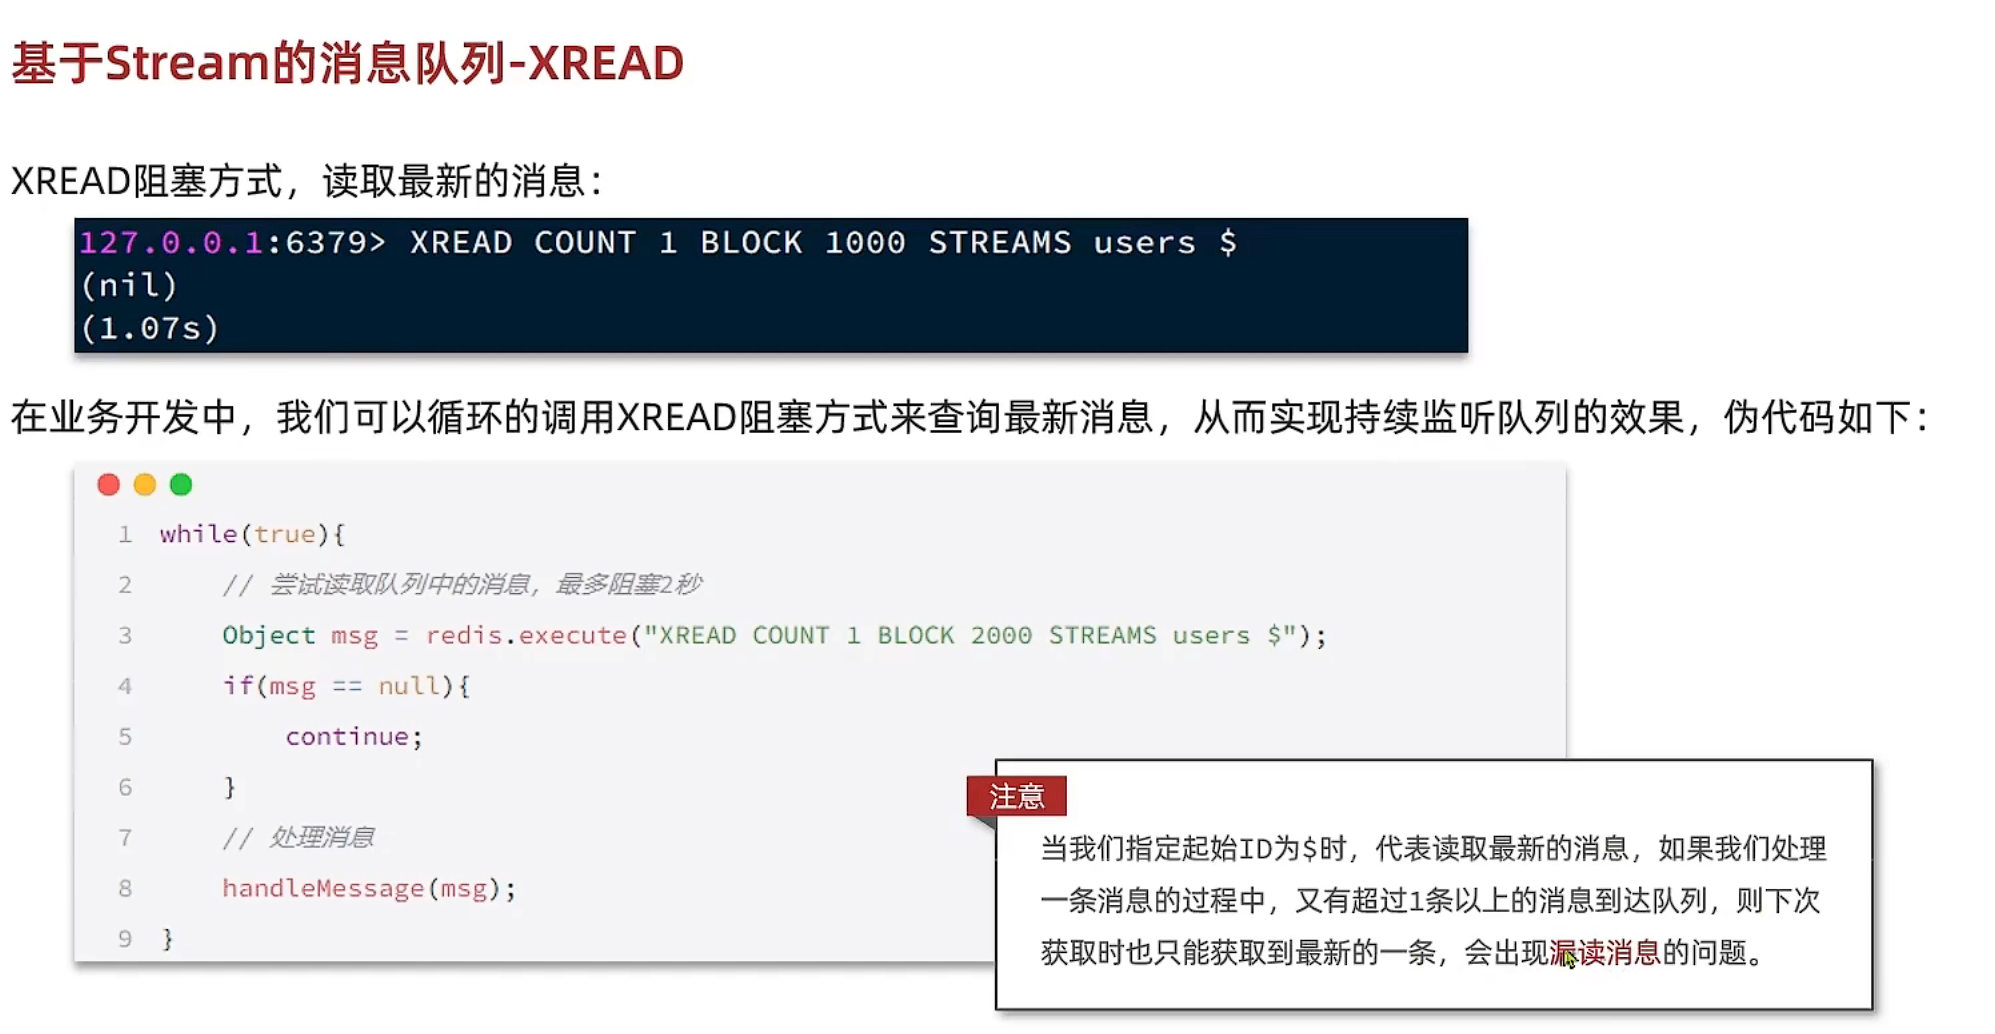 基于Stream的消息队列-XREAD
XREAD阻塞方式，读取最新的消息：
127.0.0.1:6379> XREAD COUNT 1 BLOCK 1000 STREAMS users $
(nil)
(1.07s)
在业务开发中，我们可以循环的调用XREAD阻塞方式来查询最新消息，从而实现持续监听队列的效果，伪代码如下：
1 while(true){
2     // 尝试读取队列中的消息，最多阻塞2秒
3     Object msg = redis.execute("XREAD COUNT 1 BLOCK 2000 STREAMS users $");
4     if(msg == null){
5         continue;
6     }
7     // 处理消息
8     handleMessage(msg);
9 }
注意
当我们指定起始ID为$时，代表读取最新的消息，如果我们处理
一条消息的过程中，又有超过1条以上的消息到达队列，则下次
获取时也只能获取到最新的一条，会出现漏读消息的问题。